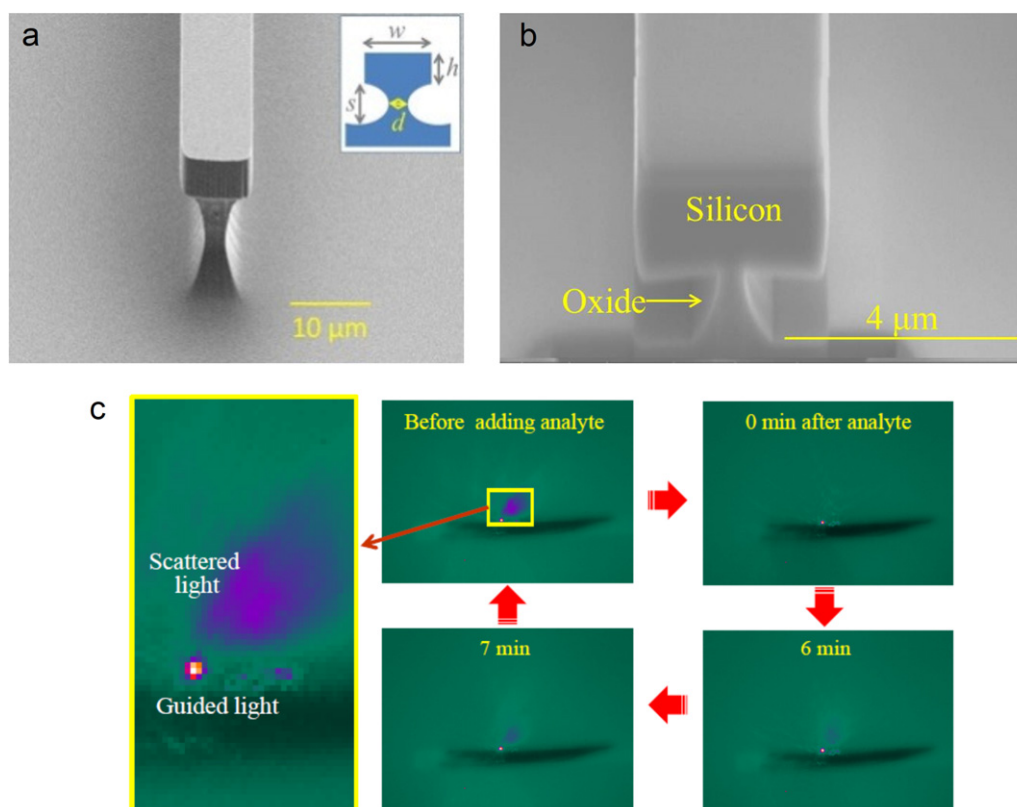 a
w
h
s
d
10 μm
b
Silicon
Oxide
4 μm
c
Scattered
light
Guided light
Before adding analyte
0 min after analyte
7 min
6 min